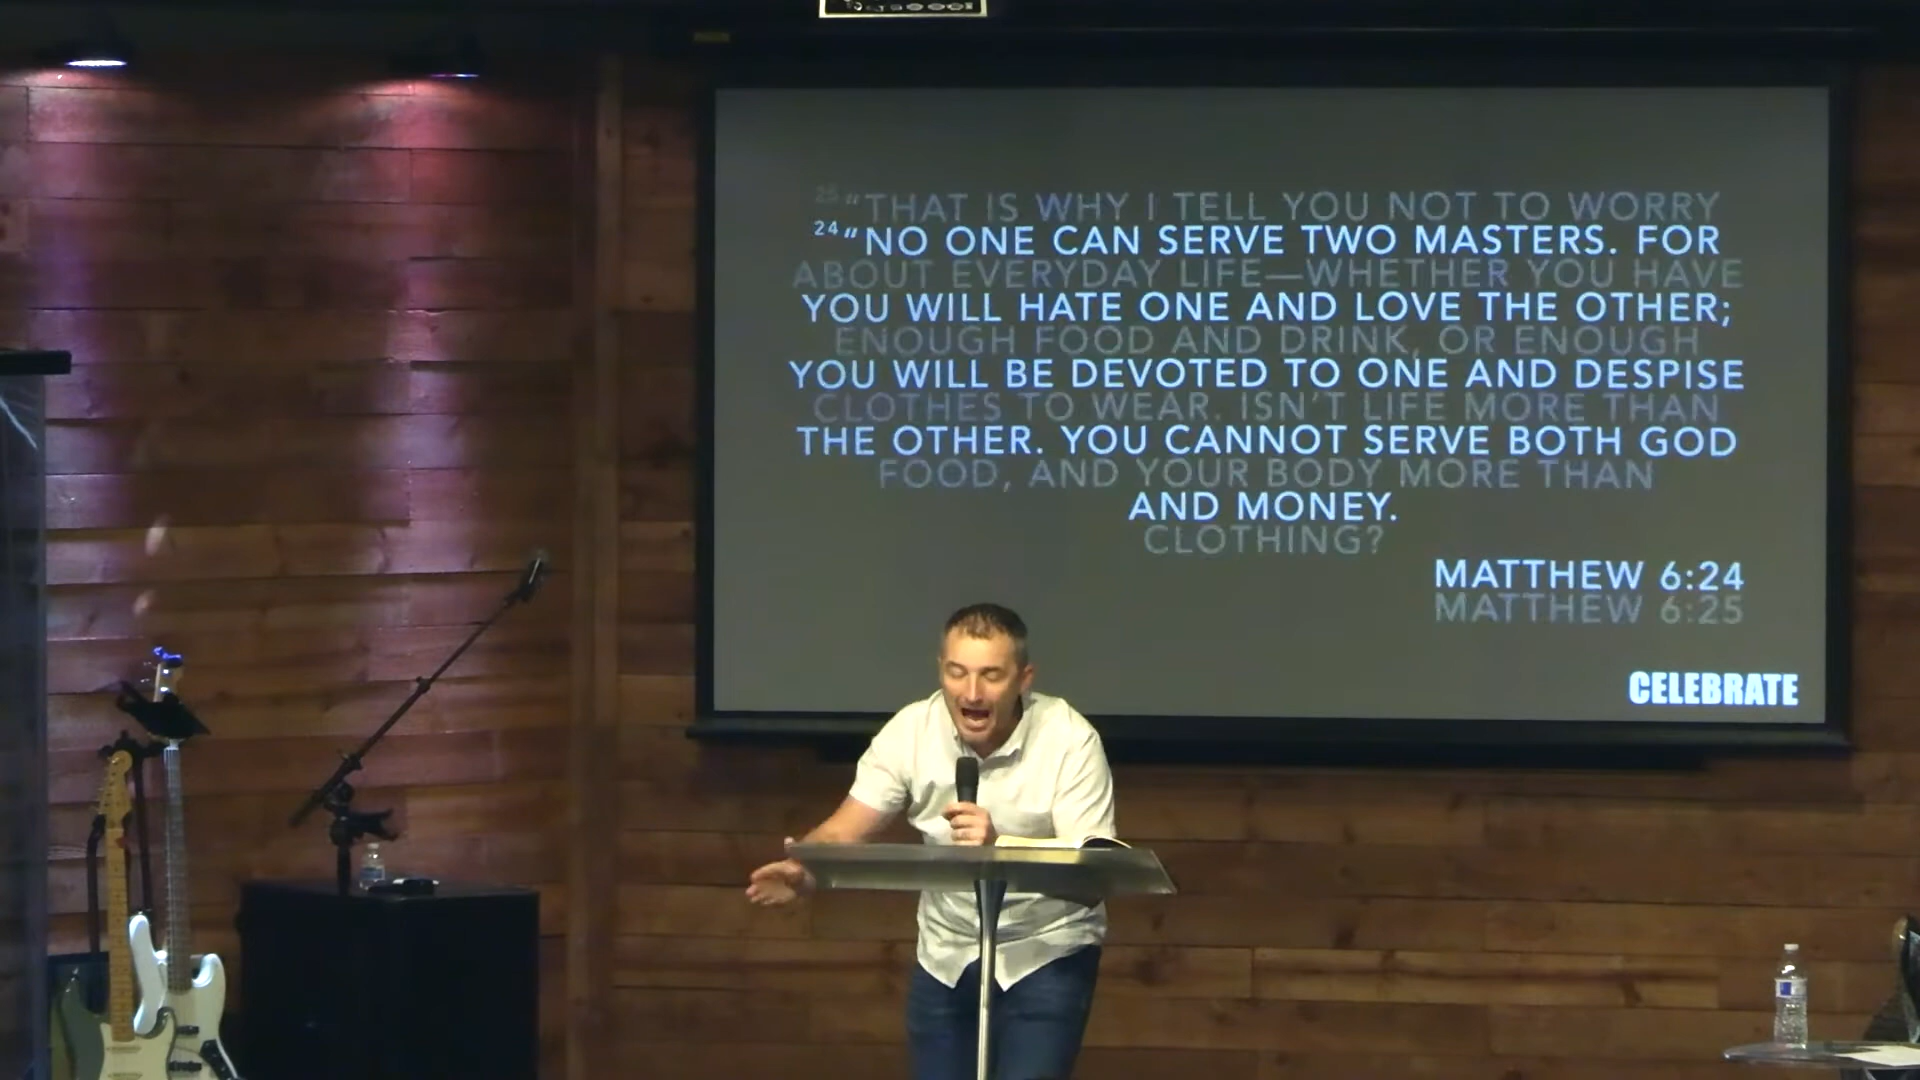 25 “THAT IS WHY I TELL YOU NOT TO WORRY
24 “NO ONE CAN SERVE TWO MASTERS. FOR
ABOUT EVERYDAY LIFE—WHETHER YOU HAVE
YOU WILL HATE ONE AND LOVE THE OTHER;
ENOUGH FOOD AND DRINK, OR ENOUGH
YOU WILL BE DEVOTED TO ONE AND DESPISE
CLOTHES TO WEAR. ISN’T LIFE MORE THAN
THE OTHER. YOU CANNOT SERVE BOTH GOD
FOOD, AND YOUR BODY MORE THAN
AND MONEY.
CLOTHING?
MATTHEW 6:24
MATTHEW 6:25
CELEBRATE